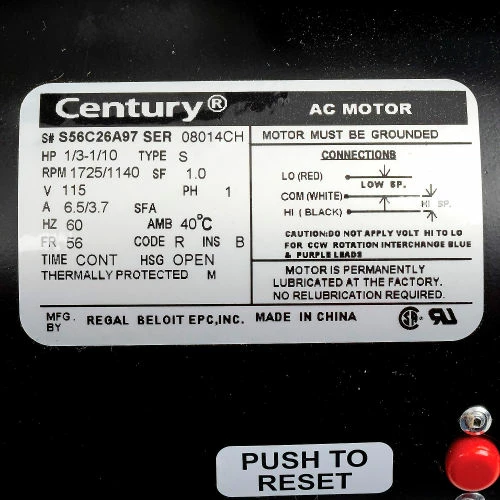 Century® AC MOTOR
S# S56C26A97 SER 08014CH
MOTOR MUST BE GROUNDED
HP 1/3-1/10 TYPE S
RPM 1725/1140 SF 1.0
V 115 PH 1
A 6.5/3.7 SFA
HZ 60 AMB 40°C
FR 56 CODE R INS B
TIME CONT HSG OPEN
THERMALLY PROTECTED M
CONNECTIONS
LO (RED)
LOW SP.
COM (WHITE)
HI SP.
HI (BLACK)
CAUTION:DO NOT APPLY VOLT HI TO LO
FOR CCW ROTATION INTERCHANGE BLUE
& PURPLE LEADS
MOTOR IS PERMANENTLY
LUBRICATED AT THE FACTORY.
NO RELUBRICATION REQUIRED.
MFG. BY REGAL BELOIT EPC,INC. MADE IN CHINA
PUSH TO
RESET